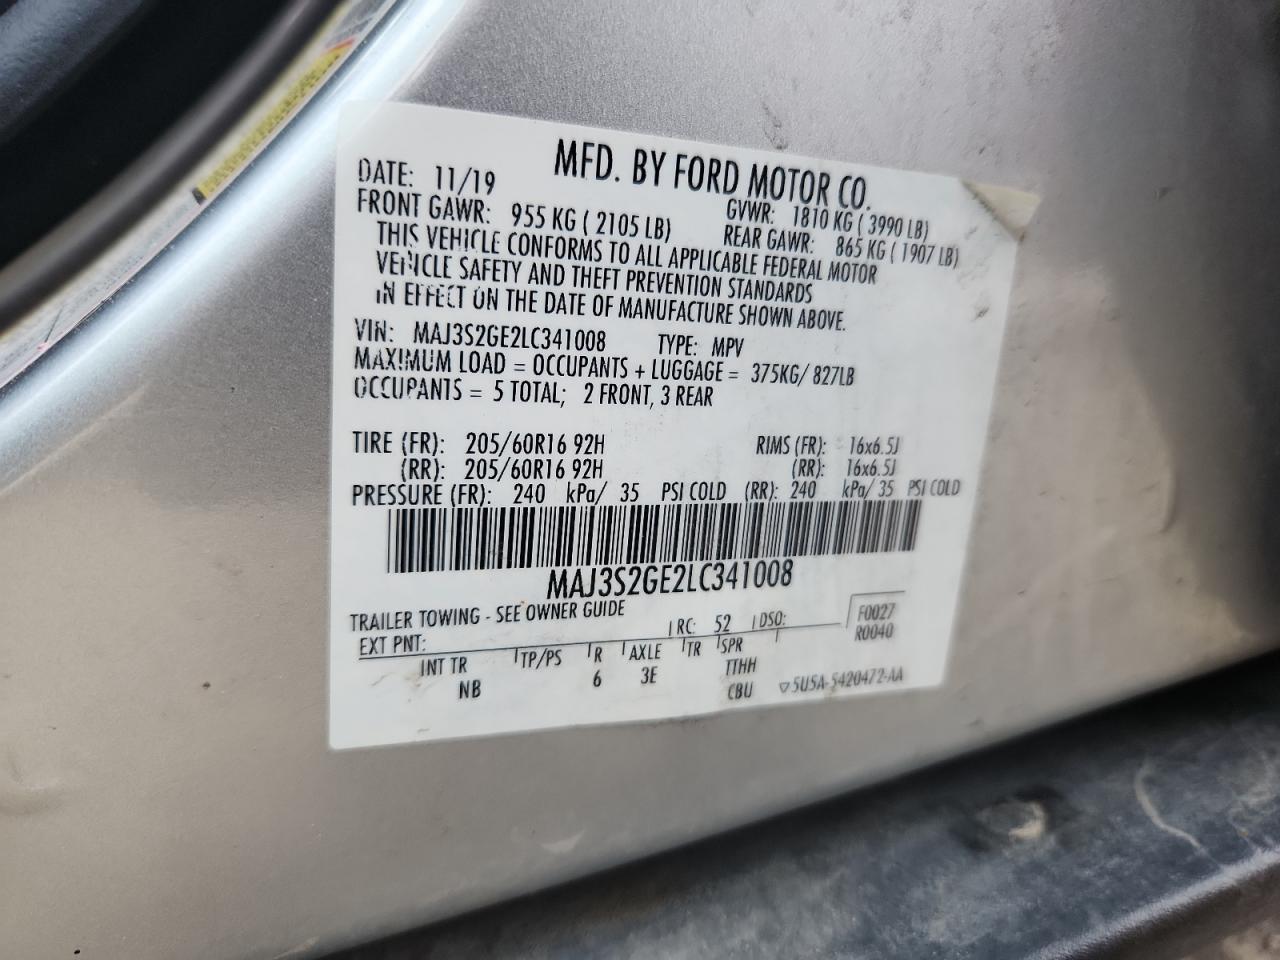 MFD. BY FORD MOTOR CO.
DATE: 11/19 GVWR: 1810 KG ( 3990 LB)
FRONT GAWR: 955 KG ( 2105 LB) REAR GAWR: 865 KG ( 1907 LB)
THIS VEHICLE CONFORMS TO ALL APPLICABLE FEDERAL MOTOR
VEHICLE SAFETY AND THEFT PREVENTION STANDARDS
IN EFFECT ON THE DATE OF MANUFACTURE SHOWN ABOVE.
VIN: MAJ3S2GE2LC341008 TYPE: MPV
MAXIMUM LOAD = OCCUPANTS + LUGGAGE = 375KG/ 827LB
OCCUPANTS = 5 TOTAL; 2 FRONT, 3 REAR
TIRE (FR): 205/60R16 92H RIMS (FR): 16x6.5J
(RR): 205/60R16 92H (RR): 16x6.5J
PRESSURE (FR): 240 kPa/ 35 PSI COLD (RR): 240 kPa/ 35 PSI COLD
MAJ3S2GE2LC341008
TRAILER TOWING - SEE OWNER GUIDE
EXT PNT: RC: 52 DSO: F0027
R0040
INT TR TP/PS R AXLE TR SPR
NB 6 3E TTHH
CBU 5U5A-5420472-AA